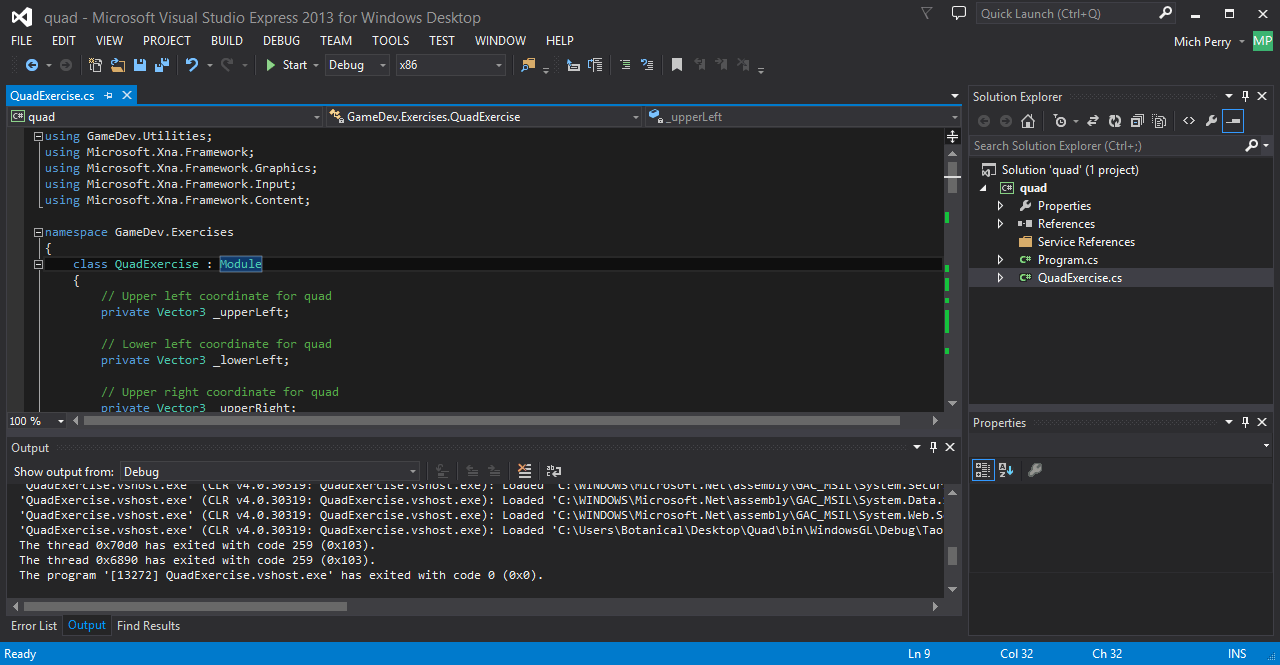 quad - Microsoft Visual Studio Express 2013 for Windows Desktop
Quick Launch (Ctrl+Q)
FILE EDIT VIEW PROJECT BUILD DEBUG TEAM TOOLS TEST WINDOW HELP
Mich Perry MP
Start Debug x86
QuadExercise.cs
quad GameDev.Exercises.QuadExercise _upperLeft
using GameDev.Utilities;
using Microsoft.Xna.Framework;
using Microsoft.Xna.Framework.Graphics;
using Microsoft.Xna.Framework.Input;
using Microsoft.Xna.Framework.Content;
namespace GameDev.Exercises
{
class QuadExercise : Module
{
// Upper left coordinate for quad
private Vector3 _upperLeft;
// Lower left coordinate for quad
private Vector3 _lowerLeft;
// Upper right coordinate for quad
private Vector3 _upperRight;
100 %
Output
Show output from: Debug
'QuadExercise.vshost.exe' (CLR v4.0.30319: QuadExercise.vshost.exe): Loaded 'C:\WINDOWS\Microsoft.Net\assembly\GAC_MSIL\System.Secur
'QuadExercise.vshost.exe' (CLR v4.0.30319: QuadExercise.vshost.exe): Loaded 'C:\WINDOWS\Microsoft.Net\assembly\GAC_MSIL\System.Data.
'QuadExercise.vshost.exe' (CLR v4.0.30319: QuadExercise.vshost.exe): Loaded 'C:\WINDOWS\Microsoft.Net\assembly\GAC_MSIL\System.Web.S
'QuadExercise.vshost.exe' (CLR v4.0.30319: QuadExercise.vshost.exe): Loaded 'C:\Users\Botanical\Desktop\Quad\bin\WindowsGL\Debug\Tao
The thread 0x70d0 has exited with code 259 (0x103).
The thread 0x6890 has exited with code 259 (0x103).
The program '[13272] QuadExercise.vshost.exe' has exited with code 0 (0x0).
Error List Output Find Results
Solution Explorer
Search Solution Explorer (Ctrl+;)
Solution 'quad' (1 project)
C# quad
Properties
References
Service References
C# Program.cs
C# QuadExercise.cs
Properties
Ready Ln 9 Col 32 Ch 32 INS